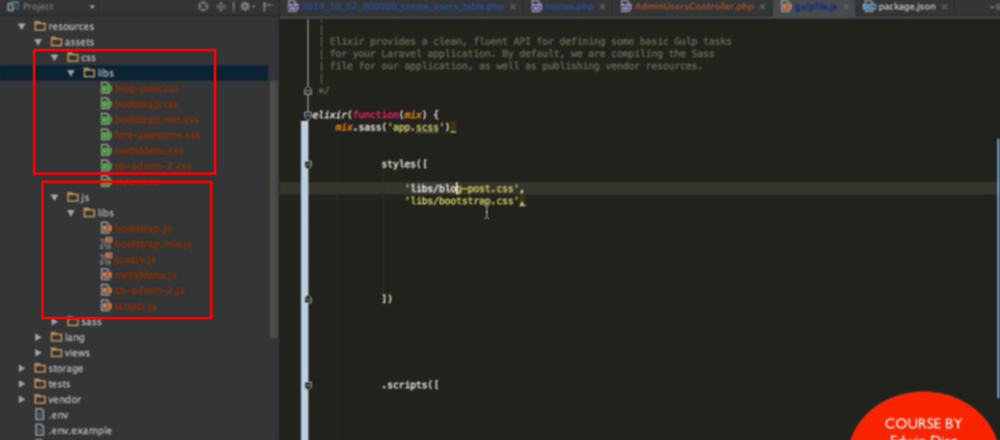 Project
2014_10_12_000000_create_users_table.php
routes.php
AdminUsersController.php
gulpfile.js
package.json
resources
assets
css
libs
blog-post.css
bootstrap.css
bootstrap.min.css
font-awesome.css
metisMenu.css
sb-admin-2.css
styles.css
js
libs
bootstrap.js
bootstrap.min.js
jquery.js
metisMenu.js
sb-admin-2.js
scripts.js
sass
lang
views
storage
tests
vendor
.env
.env.example
|
| Elixir provides a clean, fluent API for defining some basic Gulp tasks
| for your Laravel application. By default, we are compiling the Sass
| file for our application, as well as publishing vendor resources.
|
*/
elixir(function(mix) {
mix.sass('app.scss')
styles([
'libs/blog-post.css',
'libs/bootstrap.css',
])
.scripts([
COURSE BY
Edwin Diaz